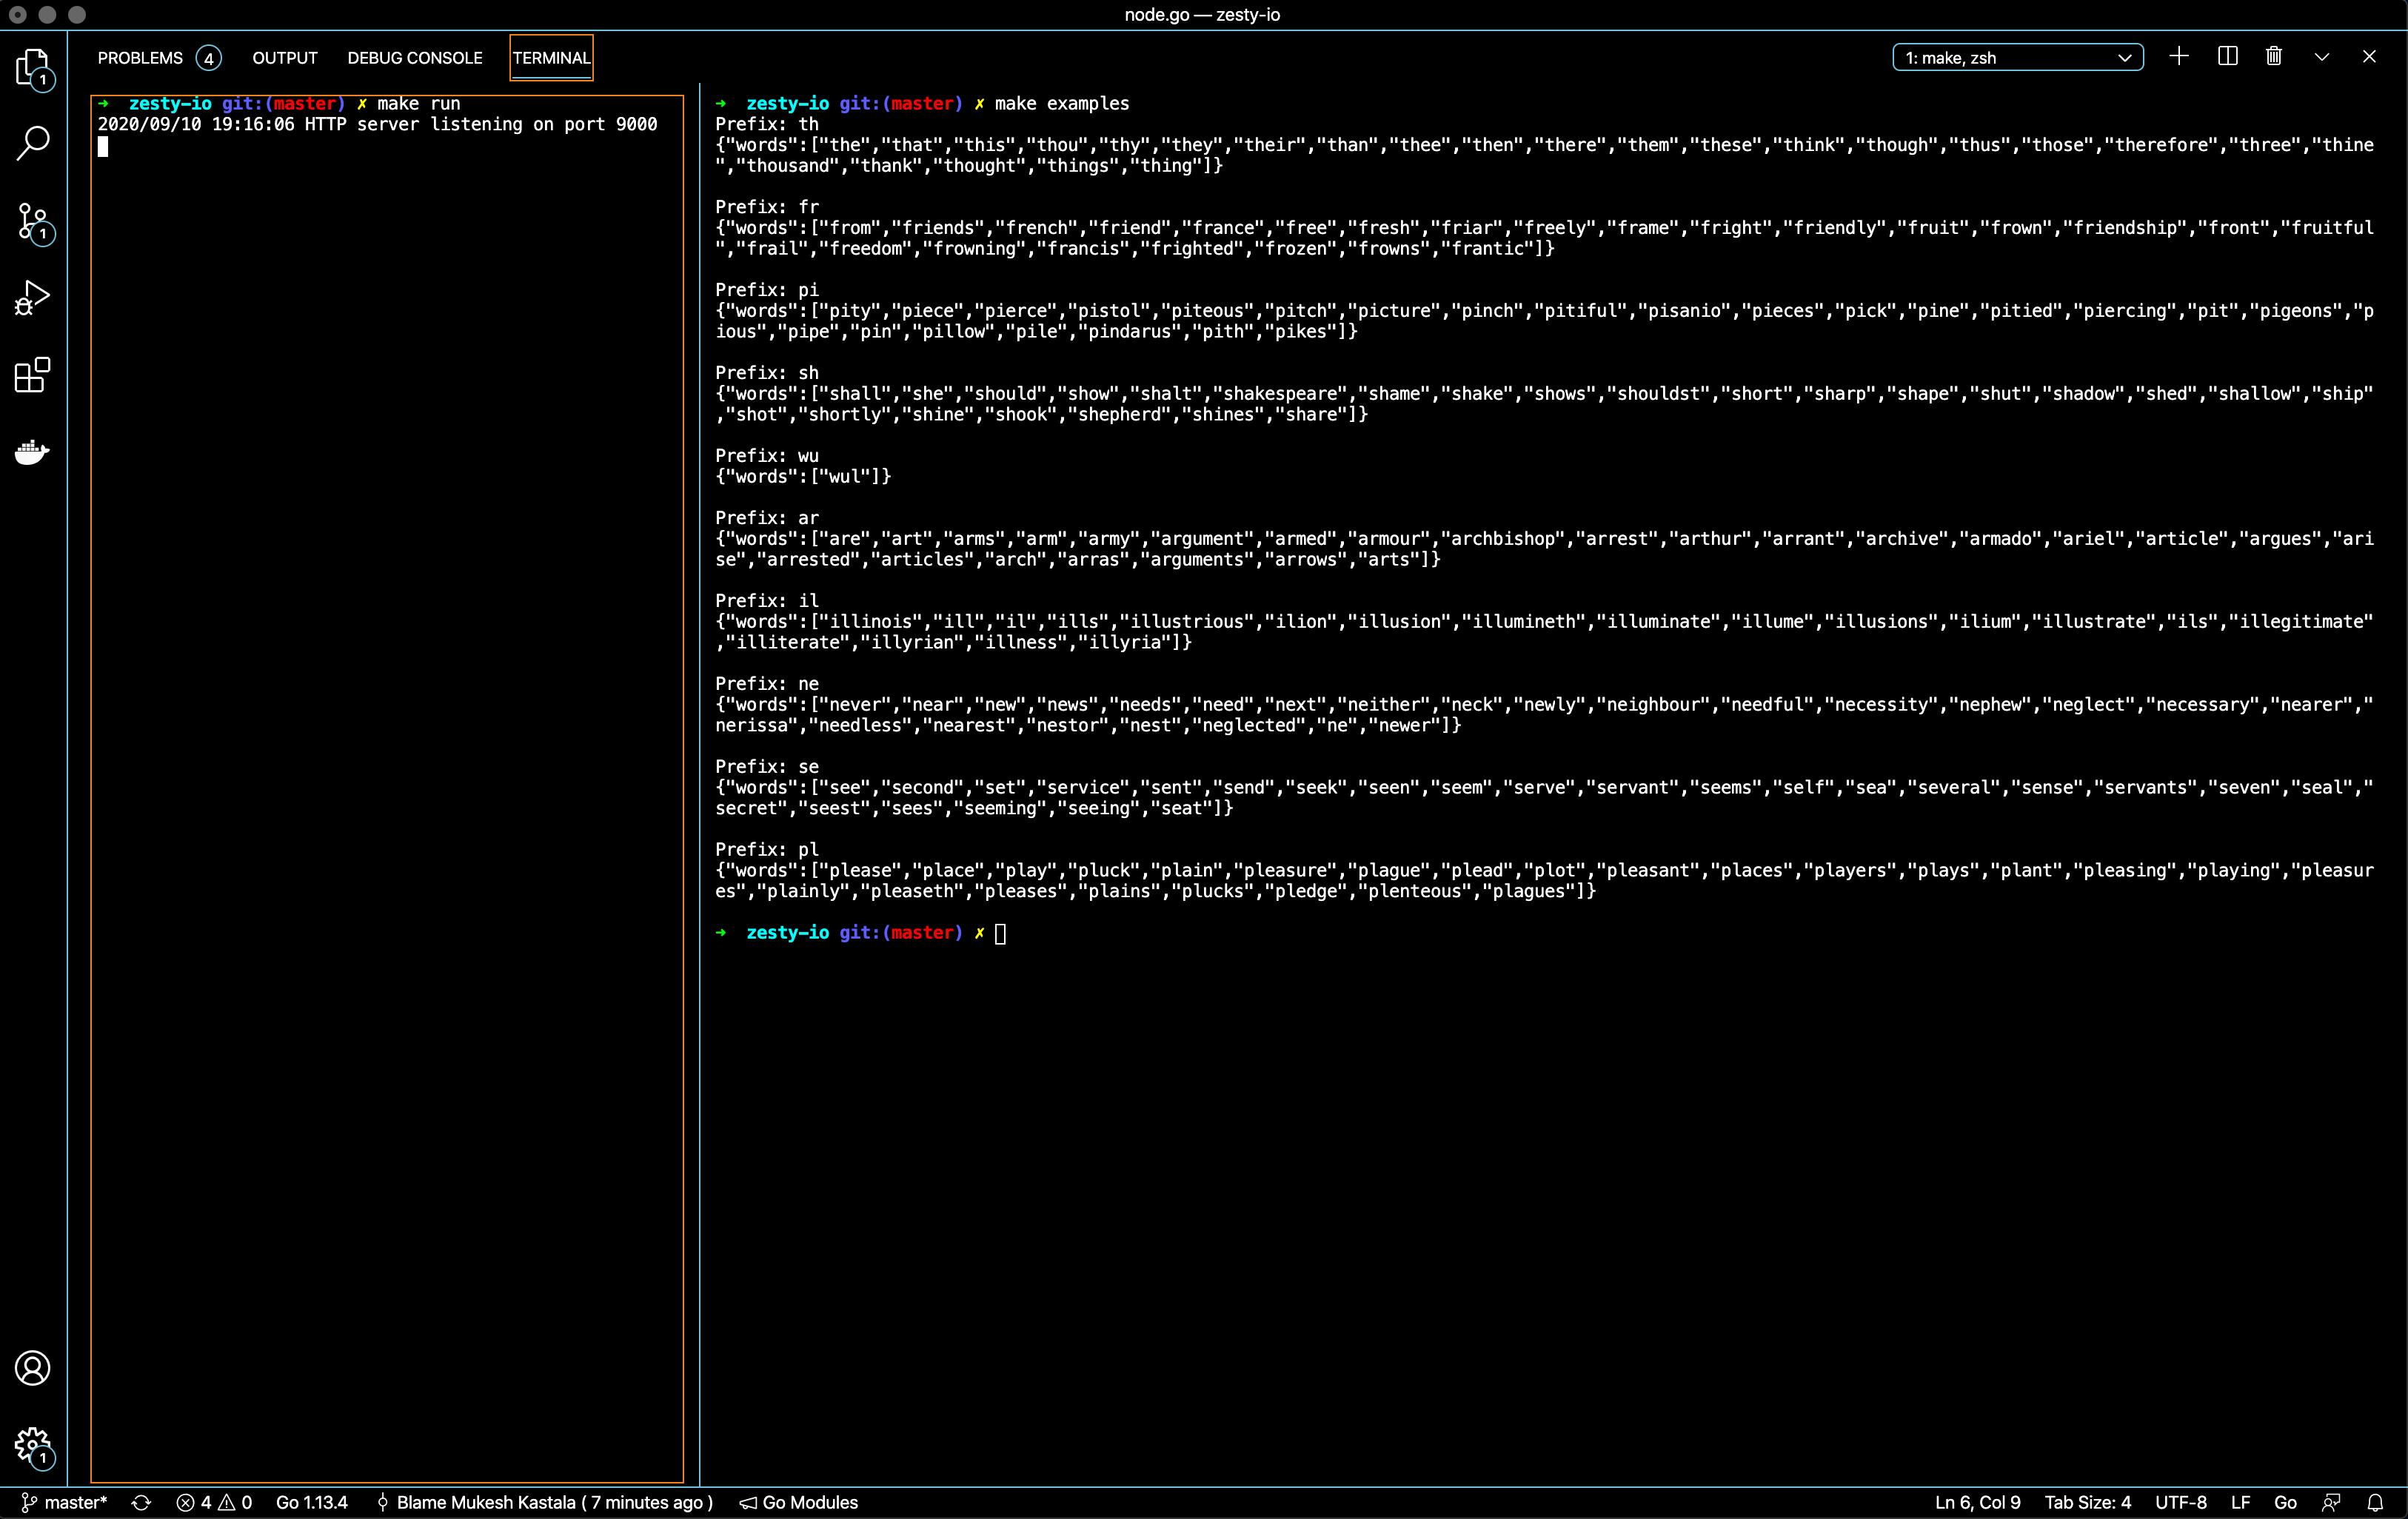 node.go — zesty-io
PROBLEMS 4 OUTPUT DEBUG CONSOLE TERMINAL
1: make, zsh
1
1
1
➜  zesty-io git:(master) ✗ make run
2020/09/10 19:16:06 HTTP server listening on port 9000
➜  zesty-io git:(master) ✗ make examples
Prefix: th
{"words":["the","that","this","thou","thy","they","their","than","thee","then","there","them","these","think","though","thus","those","therefore","three","thine
","thousand","thank","thought","things","thing"]}
Prefix: fr
{"words":["from","friends","french","friend","france","free","fresh","friar","freely","frame","fright","friendly","fruit","frown","friendship","front","fruitful
","frail","freedom","frowning","francis","frighted","frozen","frowns","frantic"]}
Prefix: pi
{"words":["pity","piece","pierce","pistol","piteous","pitch","picture","pinch","pitiful","pisanio","pieces","pick","pine","pitied","piercing","pit","pigeons","p
ious","pipe","pin","pillow","pile","pindarus","pith","pikes"]}
Prefix: sh
{"words":["shall","she","should","show","shalt","shakespeare","shame","shake","shows","shouldst","short","sharp","shape","shut","shadow","shed","shallow","ship"
,"shot","shortly","shine","shook","shepherd","shines","share"]}
Prefix: wu
{"words":["wul"]}
Prefix: ar
{"words":["are","art","arms","arm","army","argument","armed","armour","archbishop","arrest","arthur","arrant","archive","armado","ariel","article","argues","ari
se","arrested","articles","arch","arras","arguments","arrows","arts"]}
Prefix: il
{"words":["illinois","ill","il","ills","illustrious","ilion","illusion","illumineth","illuminate","illume","illusions","ilium","illustrate","ils","illegitimate"
,"illiterate","illyrian","illness","illyria"]}
Prefix: ne
{"words":["never","near","new","news","needs","need","next","neither","neck","newly","neighbour","needful","necessity","nephew","neglect","necessary","nearer","
nerissa","needless","nearest","nestor","nest","neglected","ne","newer"]}
Prefix: se
{"words":["see","second","set","service","sent","send","seek","seen","seem","serve","servant","seems","self","sea","several","sense","servants","seven","seal","
secret","seest","sees","seeming","seeing","seat"]}
Prefix: pl
{"words":["please","place","play","pluck","plain","pleasure","plague","plead","plot","pleasant","places","players","plays","plant","pleasing","playing","pleasur
es","plainly","pleaseth","pleases","plains","plucks","pledge","plenteous","plagues"]}
➜  zesty-io git:(master) ✗
master* 4 0 Go 1.13.4 Blame Mukesh Kastala ( 7 minutes ago ) Go Modules Ln 6, Col 9 Tab Size: 4 UTF-8 LF Go